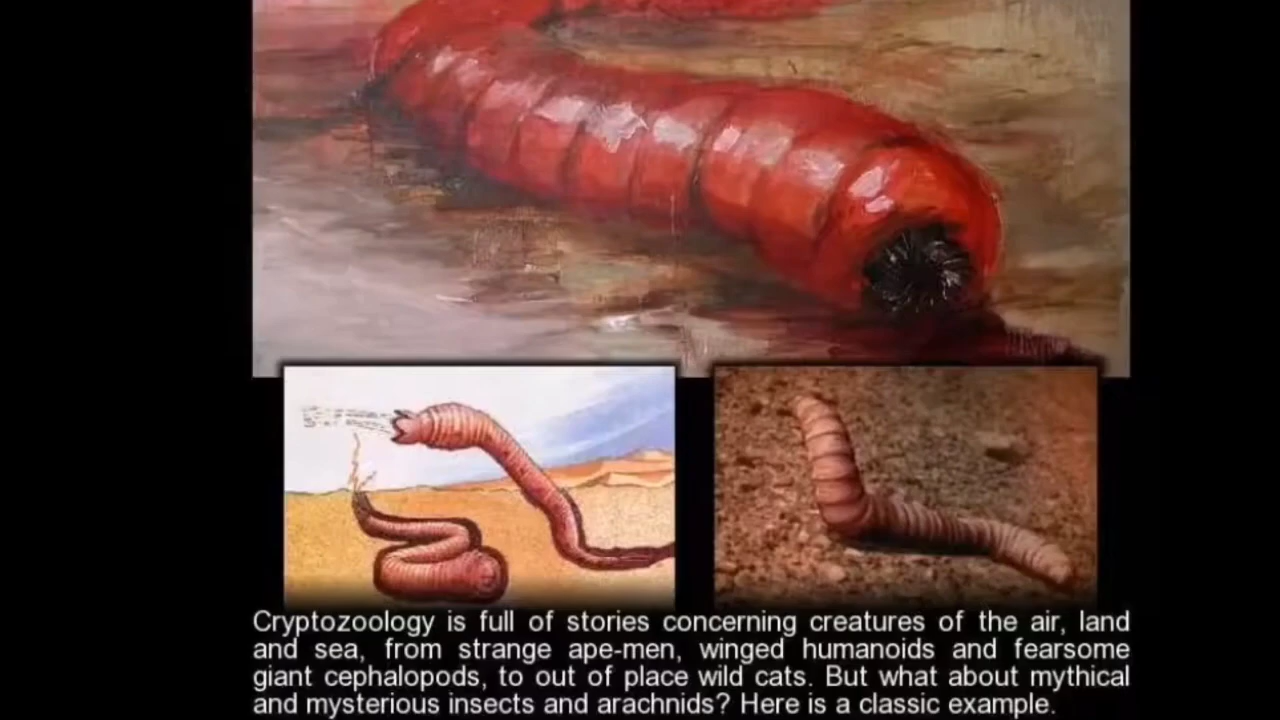 Cryptozoology is full of stories concerning creatures of the air, land
and sea, from strange ape-men, winged humanoids and fearsome
giant cephalopods, to out of place wild cats. But what about mythical
and mysterious insects and arachnids? Here is a classic example.